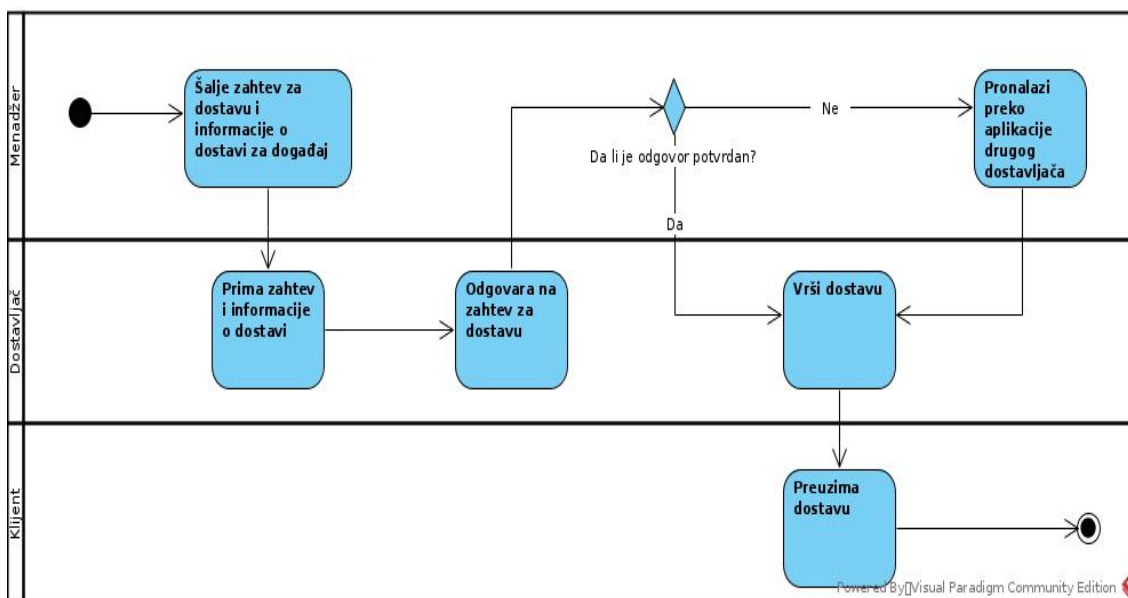 Menadžer
Šalje zahtev za
dostavu i
informacije o
dostavi za događaj
Da li je odgovor potvrdan?
Ne
Da
Pronalazi
preko
aplikacije
drugog
dostavljača
Dostavljač
Prima zahtev
i informacije
o dostavi
Odgovara na
zahtev za
dostavu
Vrši dostavu
Klijent
Preuzima
dostavu
Powered By▯Visual Paradigm Community Edition